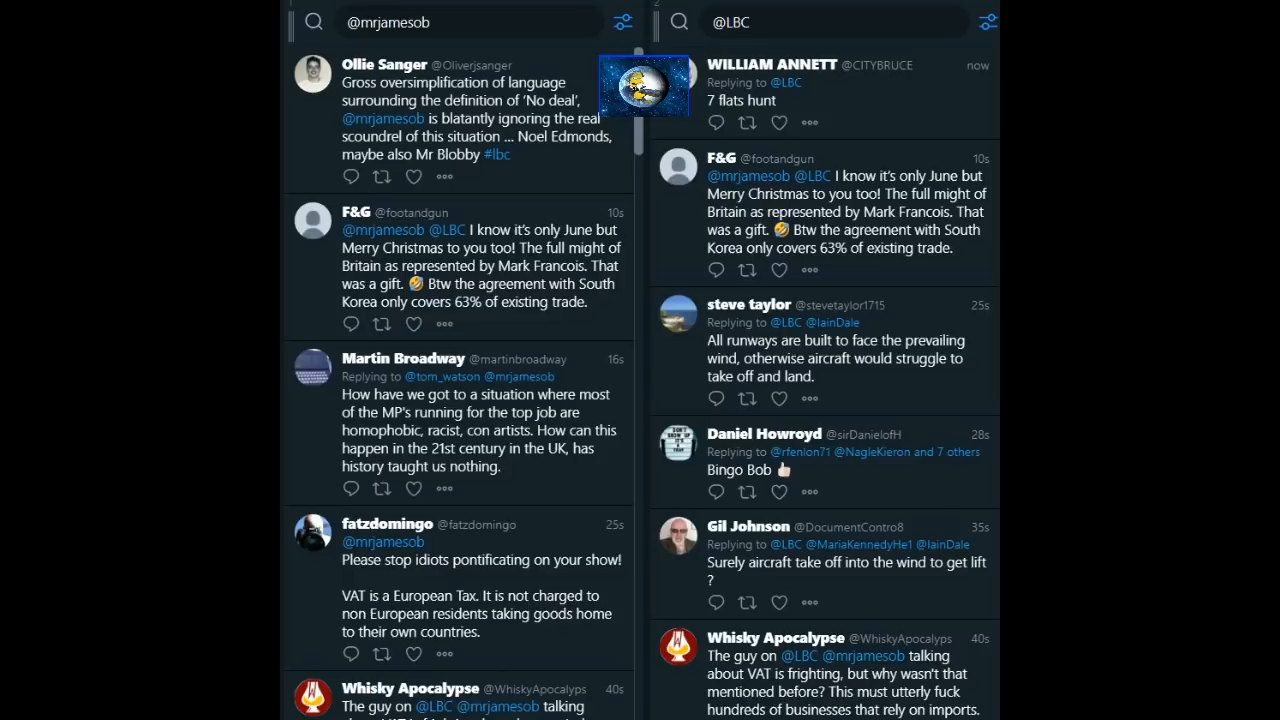 1
@mrjamesob
Ollie Sanger @Oliverjsanger
Gross oversimplification of language
surrounding the definition of ‘No deal’,
@mrjamesob is blatantly ignoring the real
scoundrel of this situation ... Noel Edmonds,
maybe also Mr Blobby #lbc
F&G @footandgun 10s
@mrjamesob @LBC I know it's only June but
Merry Christmas to you too! The full might of
Britain as represented by Mark Francois. That
was a gift. 🤣 Btw the agreement with South
Korea only covers 63% of existing trade.
Martin Broadway @martinbroadway 16s
Replying to @tom_watson @mrjamesob
How have we got to a situation where most
of the MP's running for the top job are
homophobic, racist, con artists. How can this
happen in the 21st century in the UK, has
history taught us nothing.
fatzdomingo @fatzdomingo 25s
@mrjamesob
Please stop idiots pontificating on your show!
VAT is a European Tax. It is not charged to
non European residents taking goods home
to their own countries.
Whisky Apocalypse @WhiskyApocalyps 40s
The guy on @LBC @mrjamesob talking
2
@LBC
WILLIAM ANNETT @CITYBRUCE now
Replying to @LBC
7 flats hunt
F&G @footandgun 10s
@mrjamesob @LBC I know it's only June but
Merry Christmas to you too! The full might of
Britain as represented by Mark Francois. That
was a gift. 🤣 Btw the agreement with South
Korea only covers 63% of existing trade.
steve taylor @stevetaylor1715 25s
Replying to @LBC @IainDale
All runways are built to face the prevailing
wind, otherwise aircraft would struggle to
take off and land.
Daniel Howroyd @sirDanielofH 28s
Replying to @rfenlon71 @NagleKieron and 7 others
Bingo Bob 👍🏻
Gil Johnson @DocumentContro8 35s
Replying to @LBC @MariaKennedyHe1 @IainDale
Surely aircraft take off into the wind to get lift
?
Whisky Apocalypse @WhiskyApocalyps 40s
The guy on @LBC @mrjamesob talking
about VAT is frighting, but why wasn't that
mentioned before? This must utterly fuck
hundreds of businesses that rely on imports.